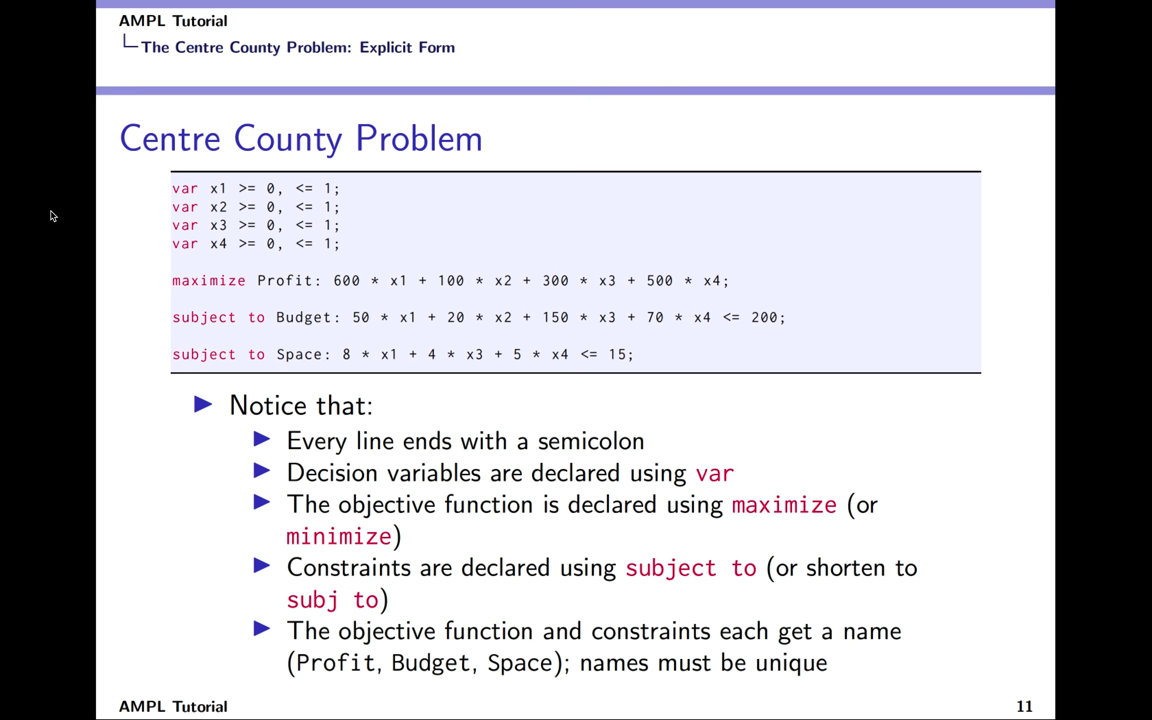 AMPL Tutorial
The Centre County Problem: Explicit Form
Centre County Problem
var x1 >= 0, <= 1;
var x2 >= 0, <= 1;
var x3 >= 0, <= 1;
var x4 >= 0, <= 1;
maximize Profit: 600 * x1 + 100 * x2 + 300 * x3 + 500 * x4;
subject to Budget: 50 * x1 + 20 * x2 + 150 * x3 + 70 * x4 <= 200;
subject to Space: 8 * x1 + 4 * x3 + 5 * x4 <= 15;
Notice that:
Every line ends with a semicolon
Decision variables are declared using var
The objective function is declared using maximize (or
minimize)
Constraints are declared using subject to (or shorten to
subj to)
The objective function and constraints each get a name
(Profit, Budget, Space); names must be unique
AMPL Tutorial
11